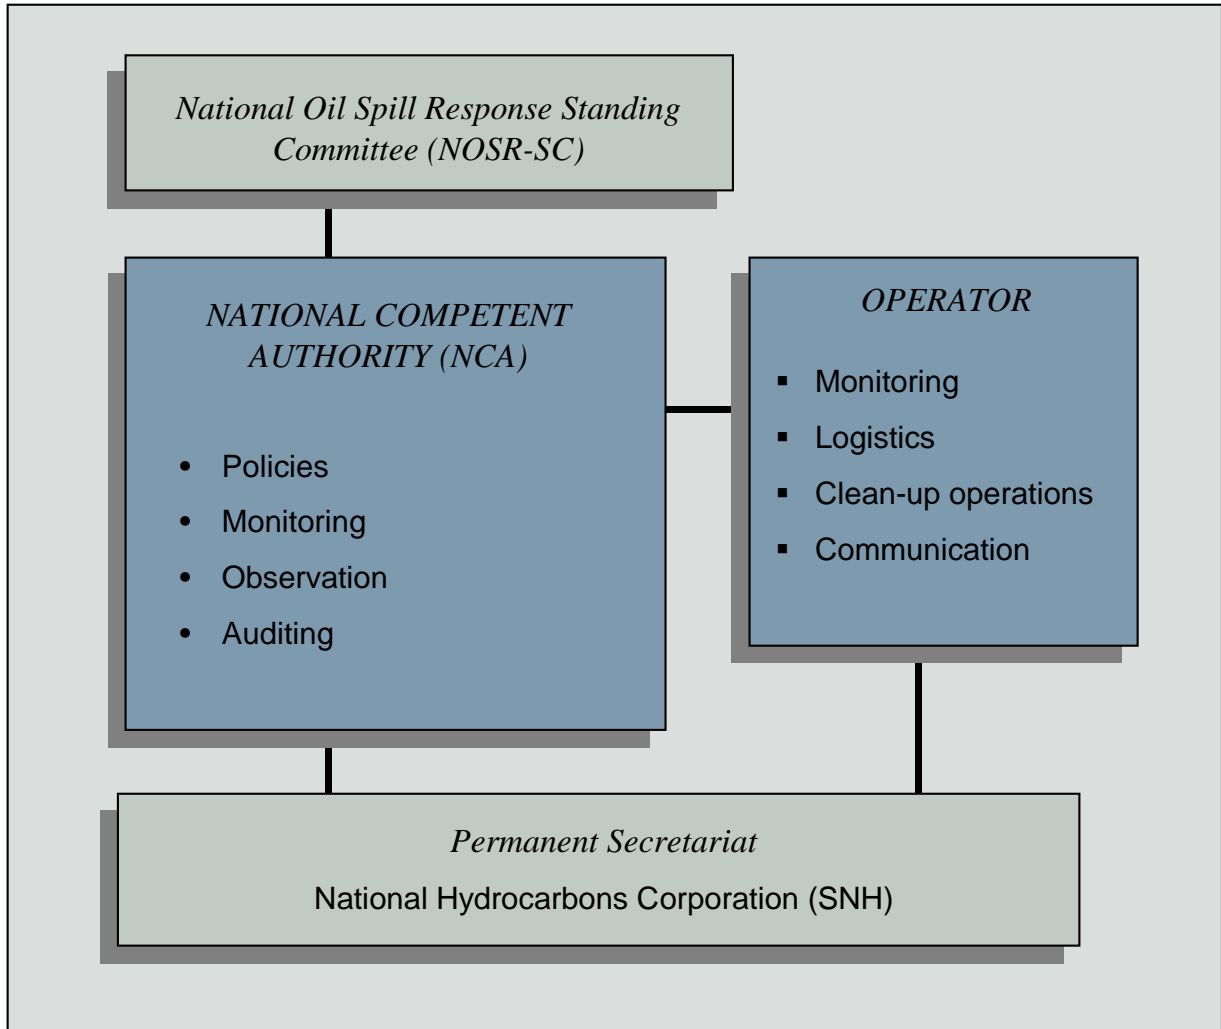 National Oil Spill Response Standing
Committee (NOSR-SC)
NATIONAL COMPETENT
AUTHORITY (NCA)
• Policies
• Monitoring
• Observation
• Auditing
OPERATOR
▪ Monitoring
▪ Logistics
▪ Clean-up operations
▪ Communication
Permanent Secretariat
National Hydrocarbons Corporation (SNH)